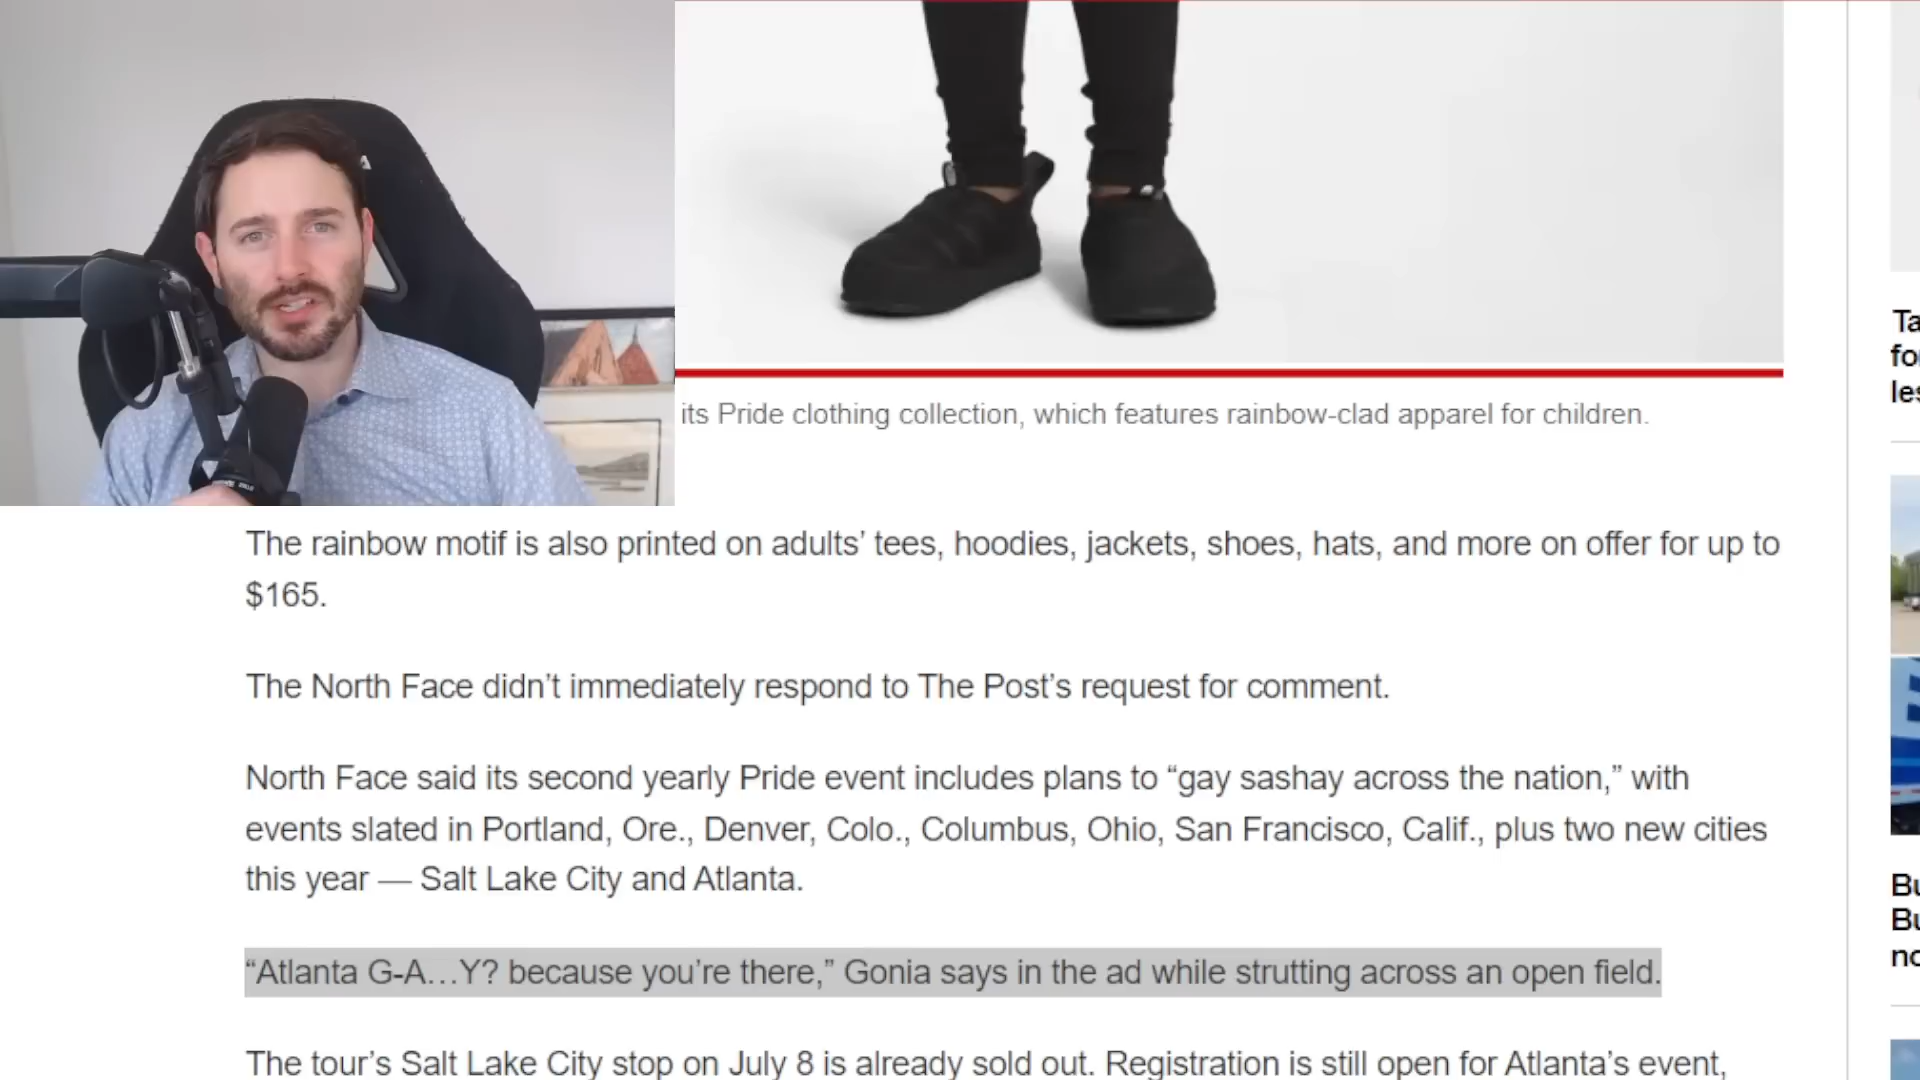 its Pride clothing collection, which features rainbow-clad apparel for children.
The rainbow motif is also printed on adults’ tees, hoodies, jackets, shoes, hats, and more on offer for up to
$165.
The North Face didn’t immediately respond to The Post’s request for comment.
North Face said its second yearly Pride event includes plans to “gay sashay across the nation,” with
events slated in Portland, Ore., Denver, Colo., Columbus, Ohio, San Francisco, Calif., plus two new cities
this year — Salt Lake City and Atlanta.
“Atlanta G-A…Y? because you’re there,” Gonia says in the ad while strutting across an open field.
The tour’s Salt Lake City stop on July 8 is already sold out. Registration is still open for Atlanta’s event,
Ta
fo
les
Bu
Bu
no